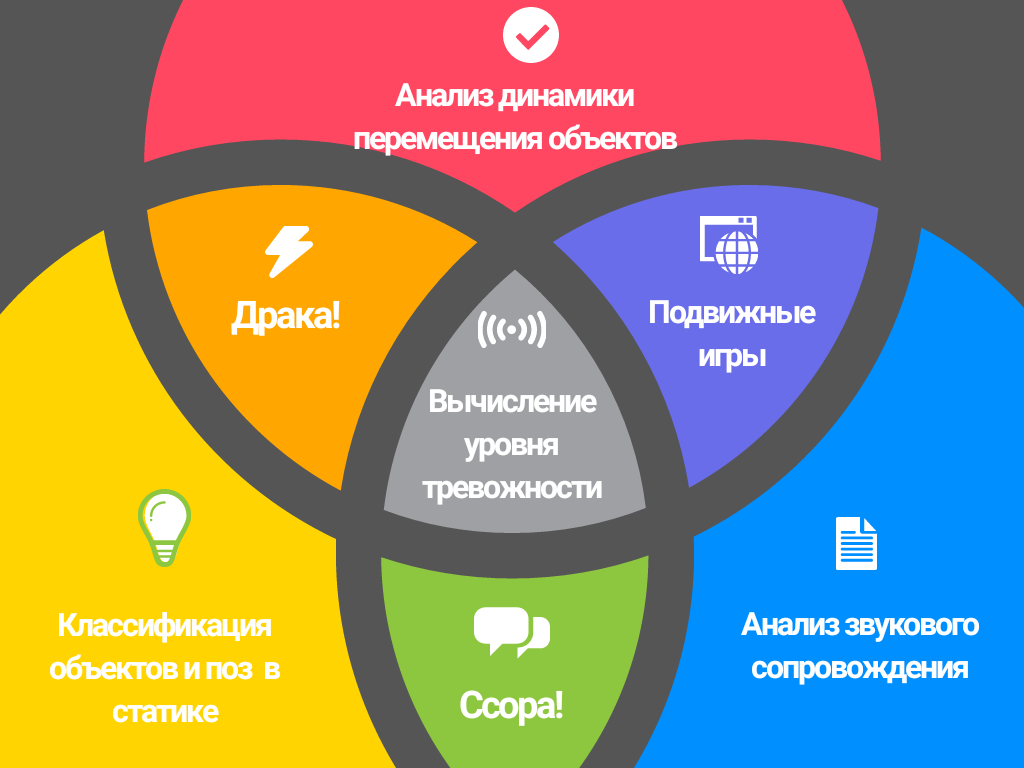 Анализ динамики
перемещения объектов
Драка!
Подвижные
игры
Вычисление
уровня
тревожности
Классификация
объектов и поз  в
статике
Анализ звукового
сопровождения
Ссора!